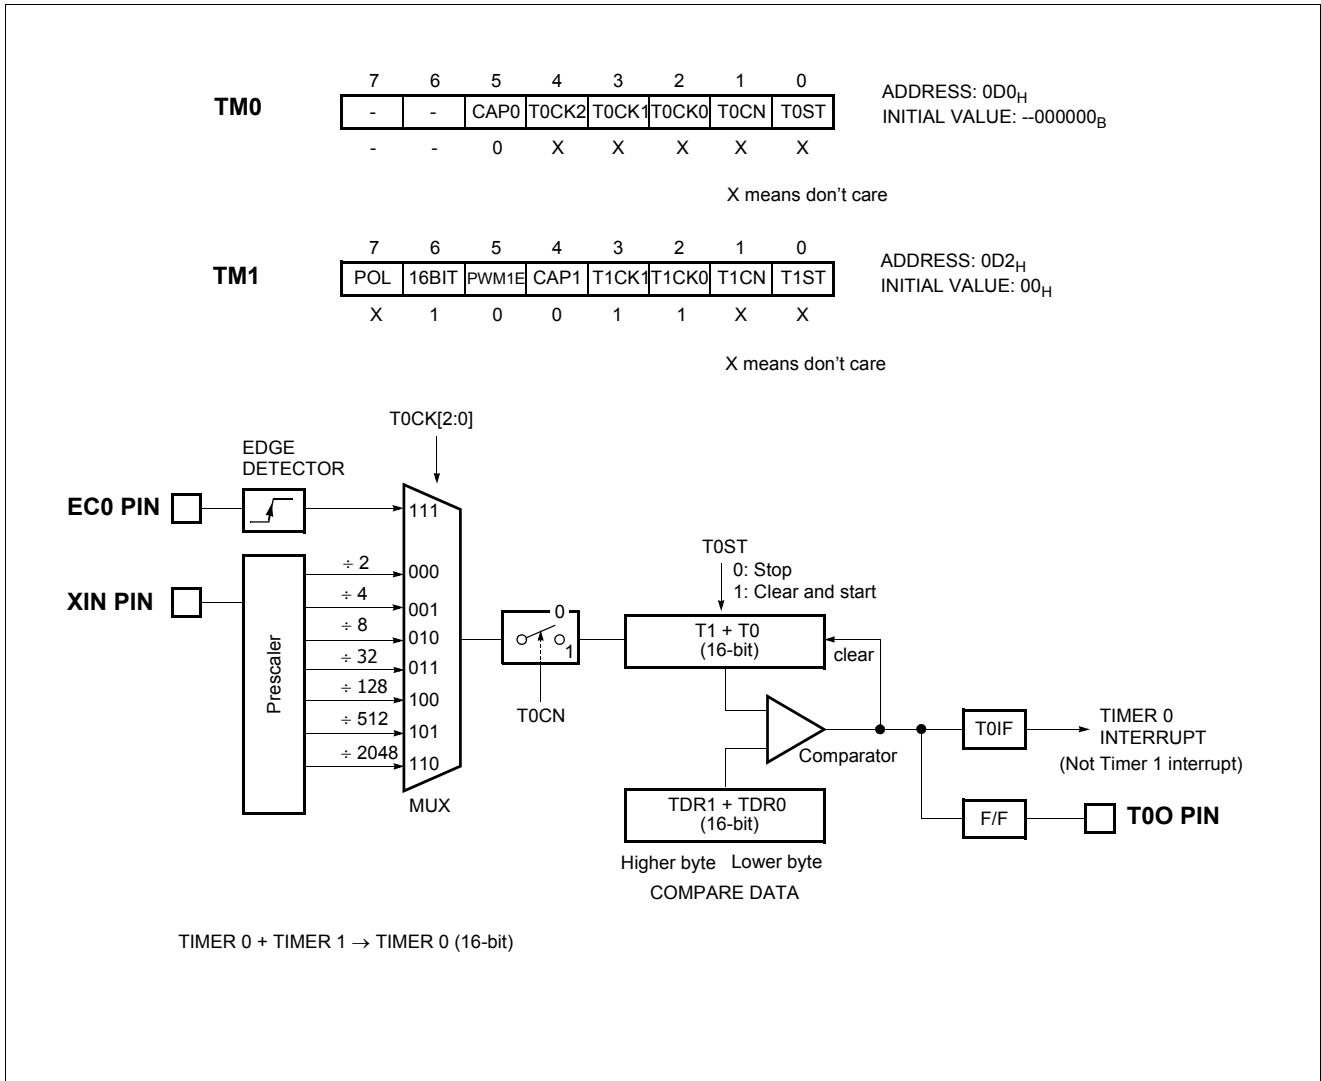 7 6 5 4 3 2 1 0
TM0 - - CAP0 T0CK2 T0CK1 T0CK0 T0CN T0ST
- - 0 X X X X X
ADDRESS: 0D0H
INITIAL VALUE: --000000B
X means don't care
7 6 5 4 3 2 1 0
TM1 POL 16BIT PWM1E CAP1 T1CK1 T1CK0 T1CN T1ST
X 1 0 0 1 1 X X
ADDRESS: 0D2H
INITIAL VALUE: 00H
X means don't care
T0CK[2:0]
EDGE
DETECTOR
EC0 PIN
111
XIN PIN
Prescaler
÷ 2 000
÷ 4 001
÷ 8 010
÷ 32 011
÷ 128 100
÷ 512 101
÷ 2048 110
MUX
0
1
T0CN
T0ST
0: Stop
1: Clear and start
T1 + T0
(16-bit)
clear
Comparator
TDR1 + TDR0
(16-bit)
Higher byte Lower byte
COMPARE DATA
T0IF
TIMER 0
INTERRUPT
(Not Timer 1 interrupt)
F/F
T0O PIN
TIMER 0 + TIMER 1 → TIMER 0 (16-bit)